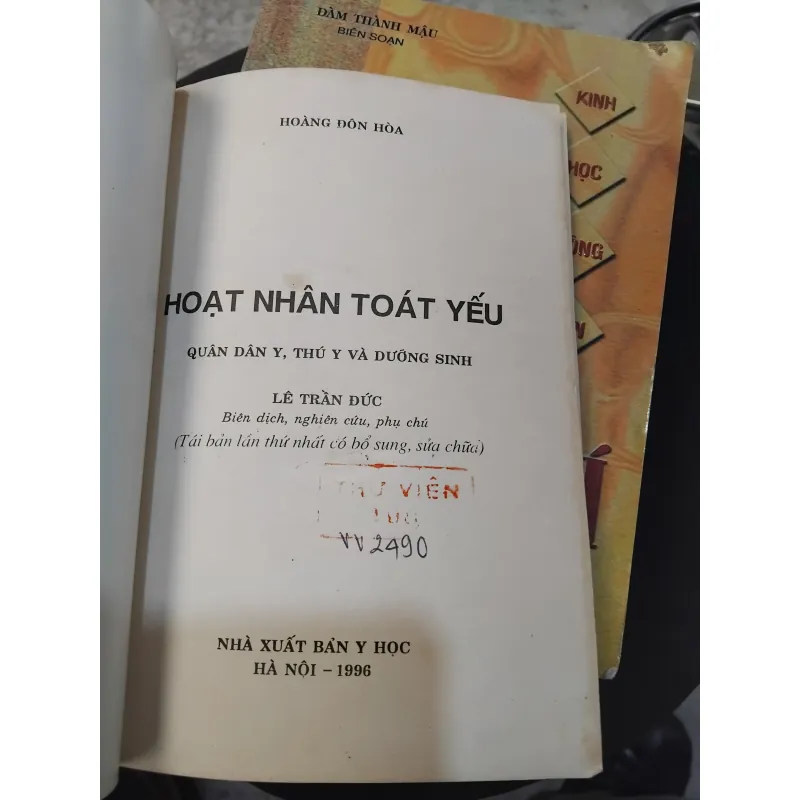 ĐÀM THÀNH MẬU
BIÊN SOẠN
KINH
HỌC
HOÀNG ĐÔN HÒA
HOẠT NHÂN TOÁT YẾU
QUÂN DÂN Y, THÚ Y VÀ DƯỠNG SINH
LÊ TRẦN ĐỨC
Biên dịch, nghiên cứu, phụ chú
(Tái bản lần thứ nhất có bổ sung, sửa chữa)
THƯ VIỆN
VV2490
NHÀ XUẤT BẢN Y HỌC
HÀ NỘI – 1996